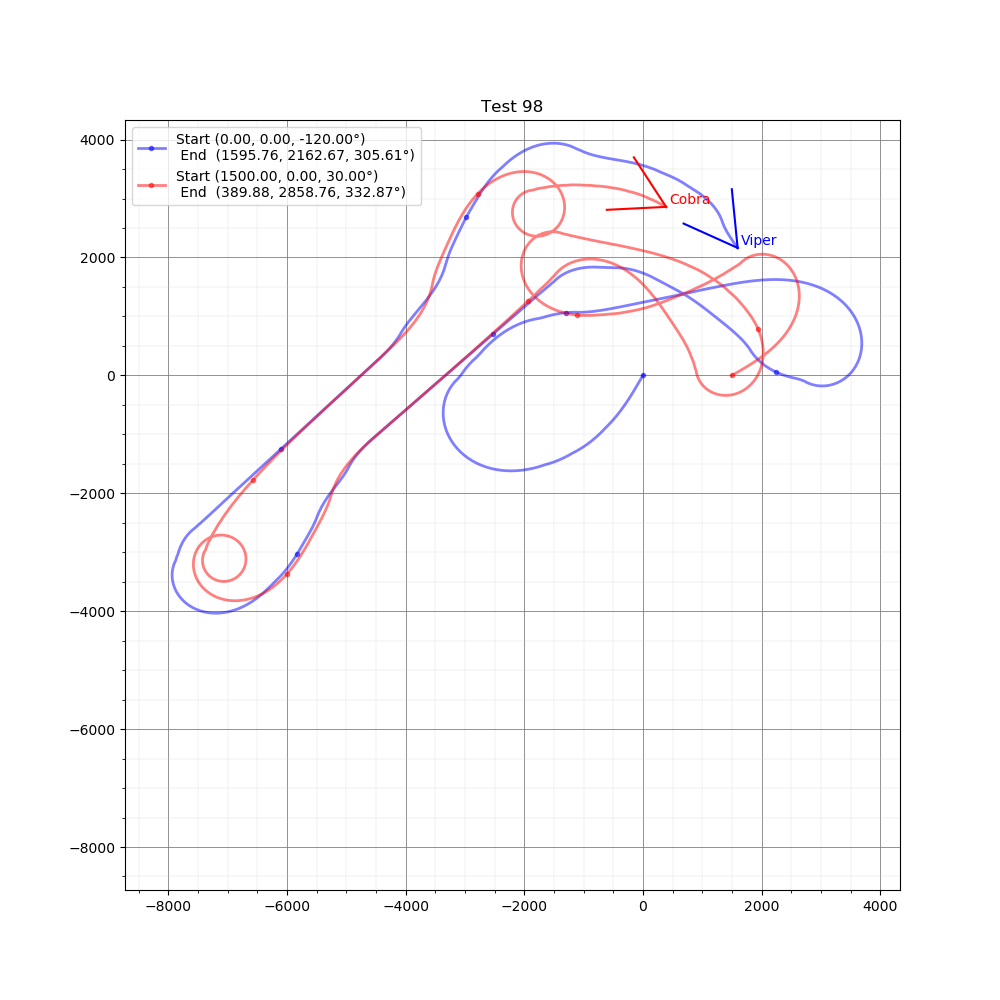 Test 98
Start (0.00, 0.00, -120.00°)
End (1595.76, 2162.67, 305.61°)
Start (1500.00, 0.00, 30.00°)
End (389.88, 2858.76, 332.87°)
Cobra
Viper
4000
2000
0
−2000
−4000
−6000
−8000
−8000 −6000 −4000 −2000 0 2000 4000